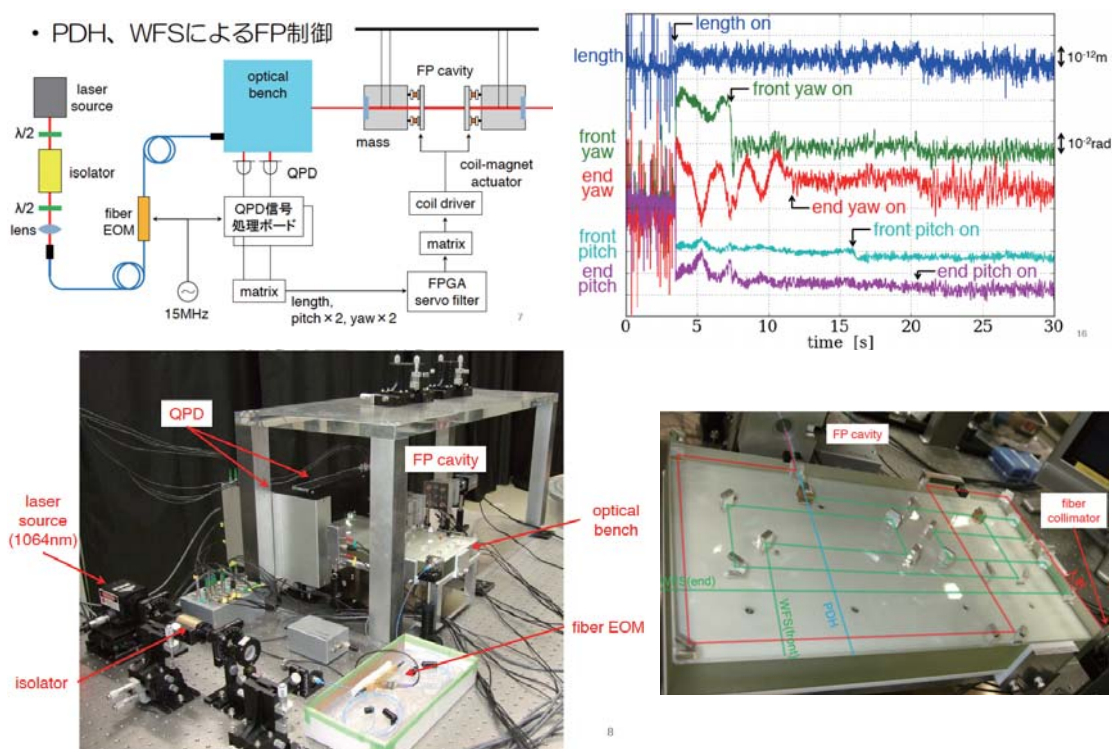 • PDH、WFSによるFP制御
laser
source
λ/2
isolator
λ/2
lens
fiber
EOM
15MHz
optical
bench
QPD
QPD信号
処理ボード
matrix
length,
pitch×2, yaw×2
FP cavity
mass
coil-magnet
actuator
coil driver
matrix
FPGA
servo filter
7
length on
length
10-12m
front yaw on
front
yaw
10-2rad
end
yaw
end yaw on
front
pitch
front pitch on
end
pitch
end pitch on
0 5 10 15 20 25 30
time [s]
16
QPD
FP cavity
laser
source
(1064nm)
optical
bench
fiber EOM
isolator
8
FP cavity
fiber
collimator
WFS(end)
WFS(front)
PDH